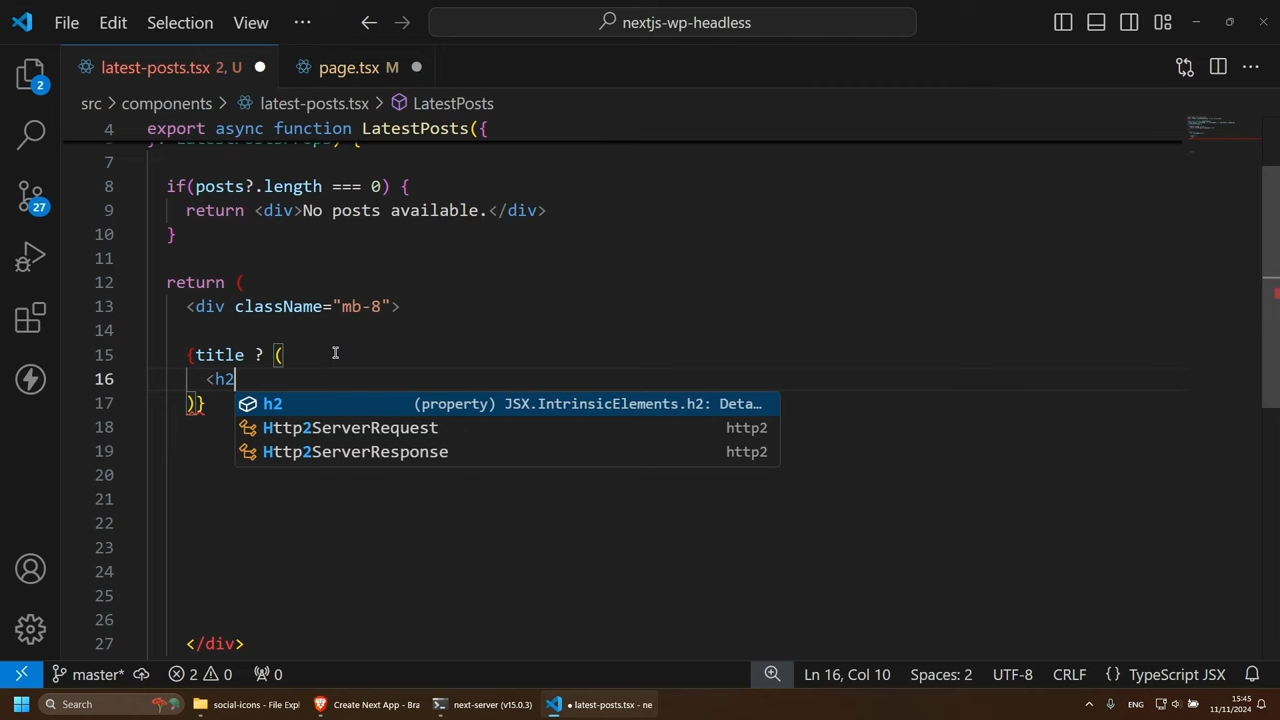 File Edit Selection View ··· nextjs-wp-headless
latest-posts.tsx 2, U page.tsx M
src > components > latest-posts.tsx > LatestPosts
2
27
4 export async function LatestPosts({
7
8 if(posts?.length === 0) {
9 return <div>No posts available.</div>
10 }
11
12 return (
13 <div className="mb-8">
14
15 {title ? (
16 <h2
17 )}
h2 (property) JSX.IntrinsicElements.h2: Deta…
18 Http2ServerRequest http2
19 Http2ServerResponse http2
20
21
22
23
24
25
26
27 </div>
master* 2 0 0 Ln 16, Col 10 Spaces: 2 UTF-8 CRLF {} TypeScript JSX
Search social-icons - File Expl Create Next App - Bra next-server (v15.0.3) • latest-posts.tsx - ne ENG 15:45
11/11/2024